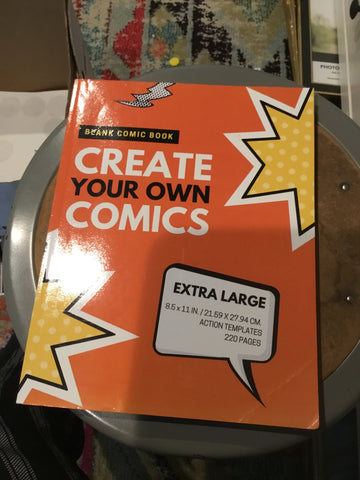 BLANK COMIC BOOK
CREATE
YOUR OWN
COMICS
EXTRA LARGE
8.5 x 11 IN. / 21.59 X 27.94 CM.
ACTION TEMPLATES
220 PAGES
PHOTO